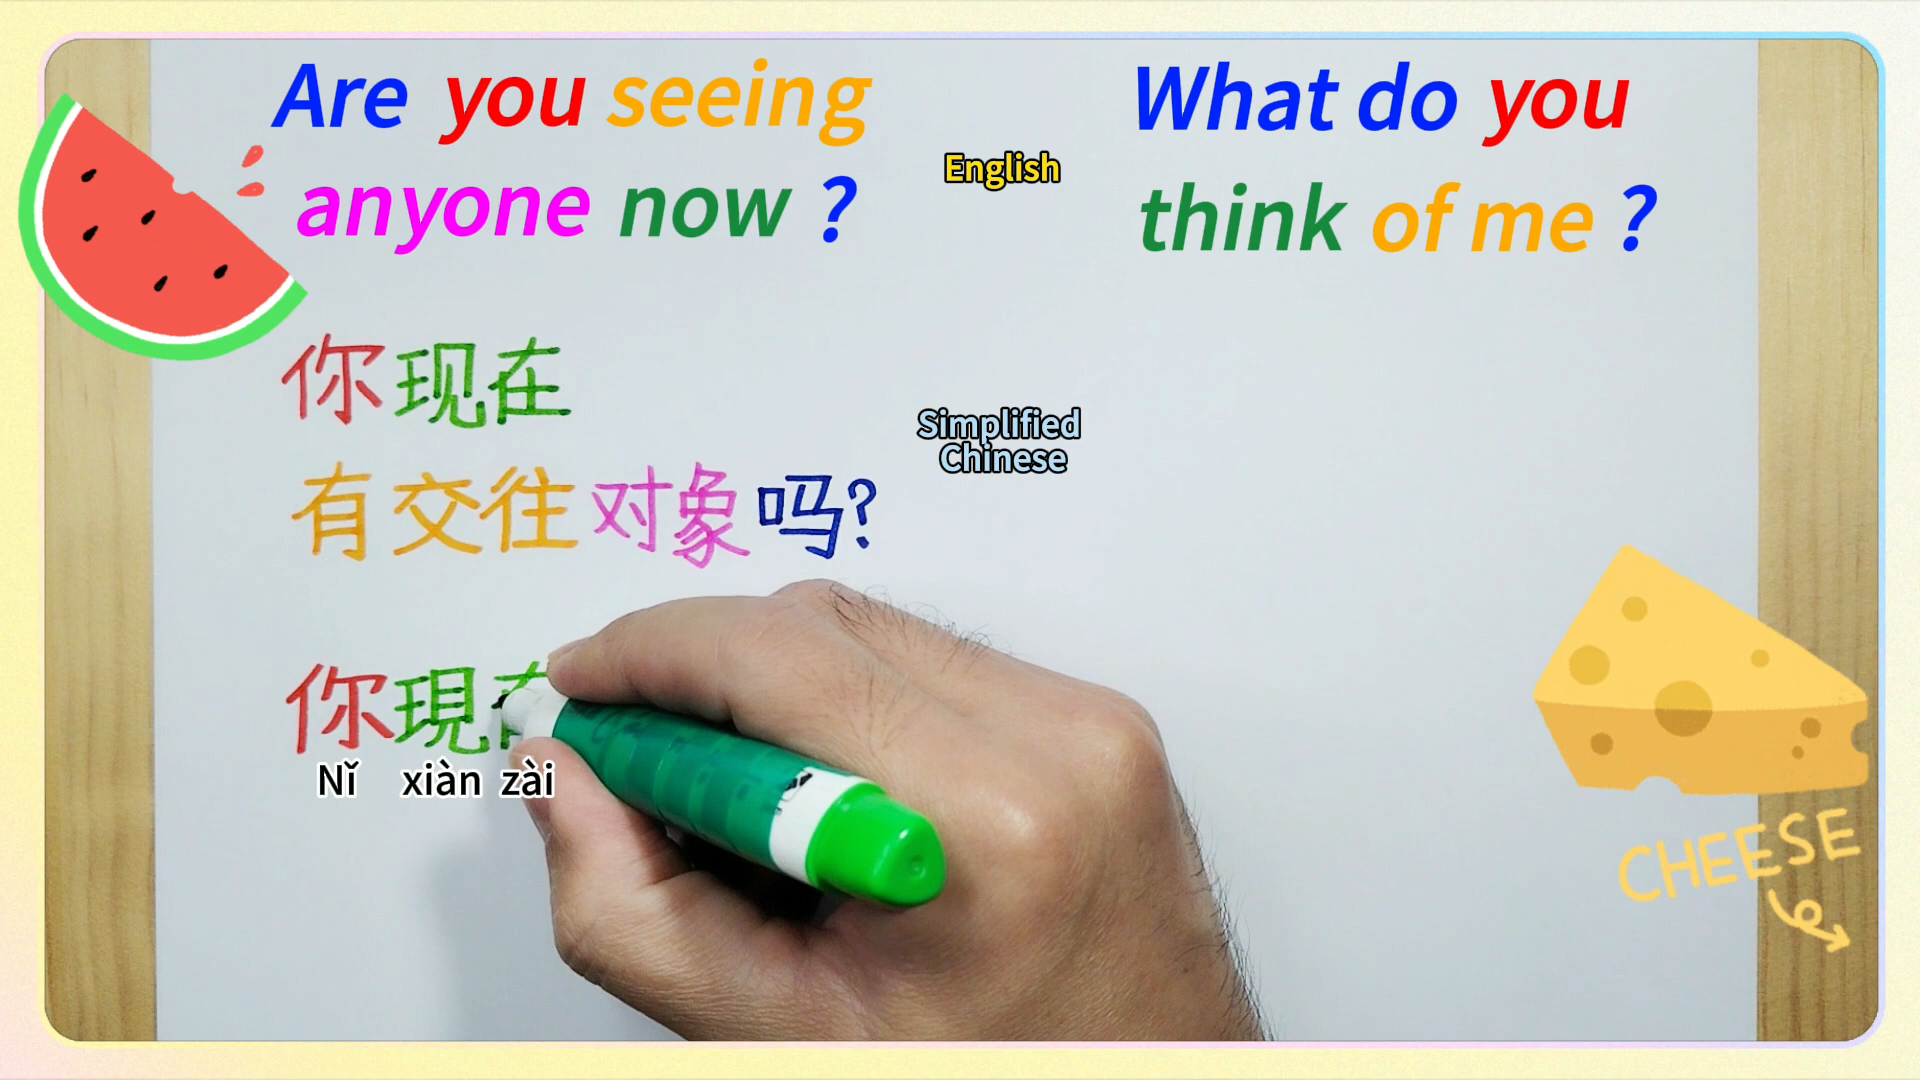 Are you seeing
anyone now ?
What do you
think of me ?
English
你现在
有交往对象吗?
Simplified
Chinese
你現在
Nǐ xiàn zài
CHEESE